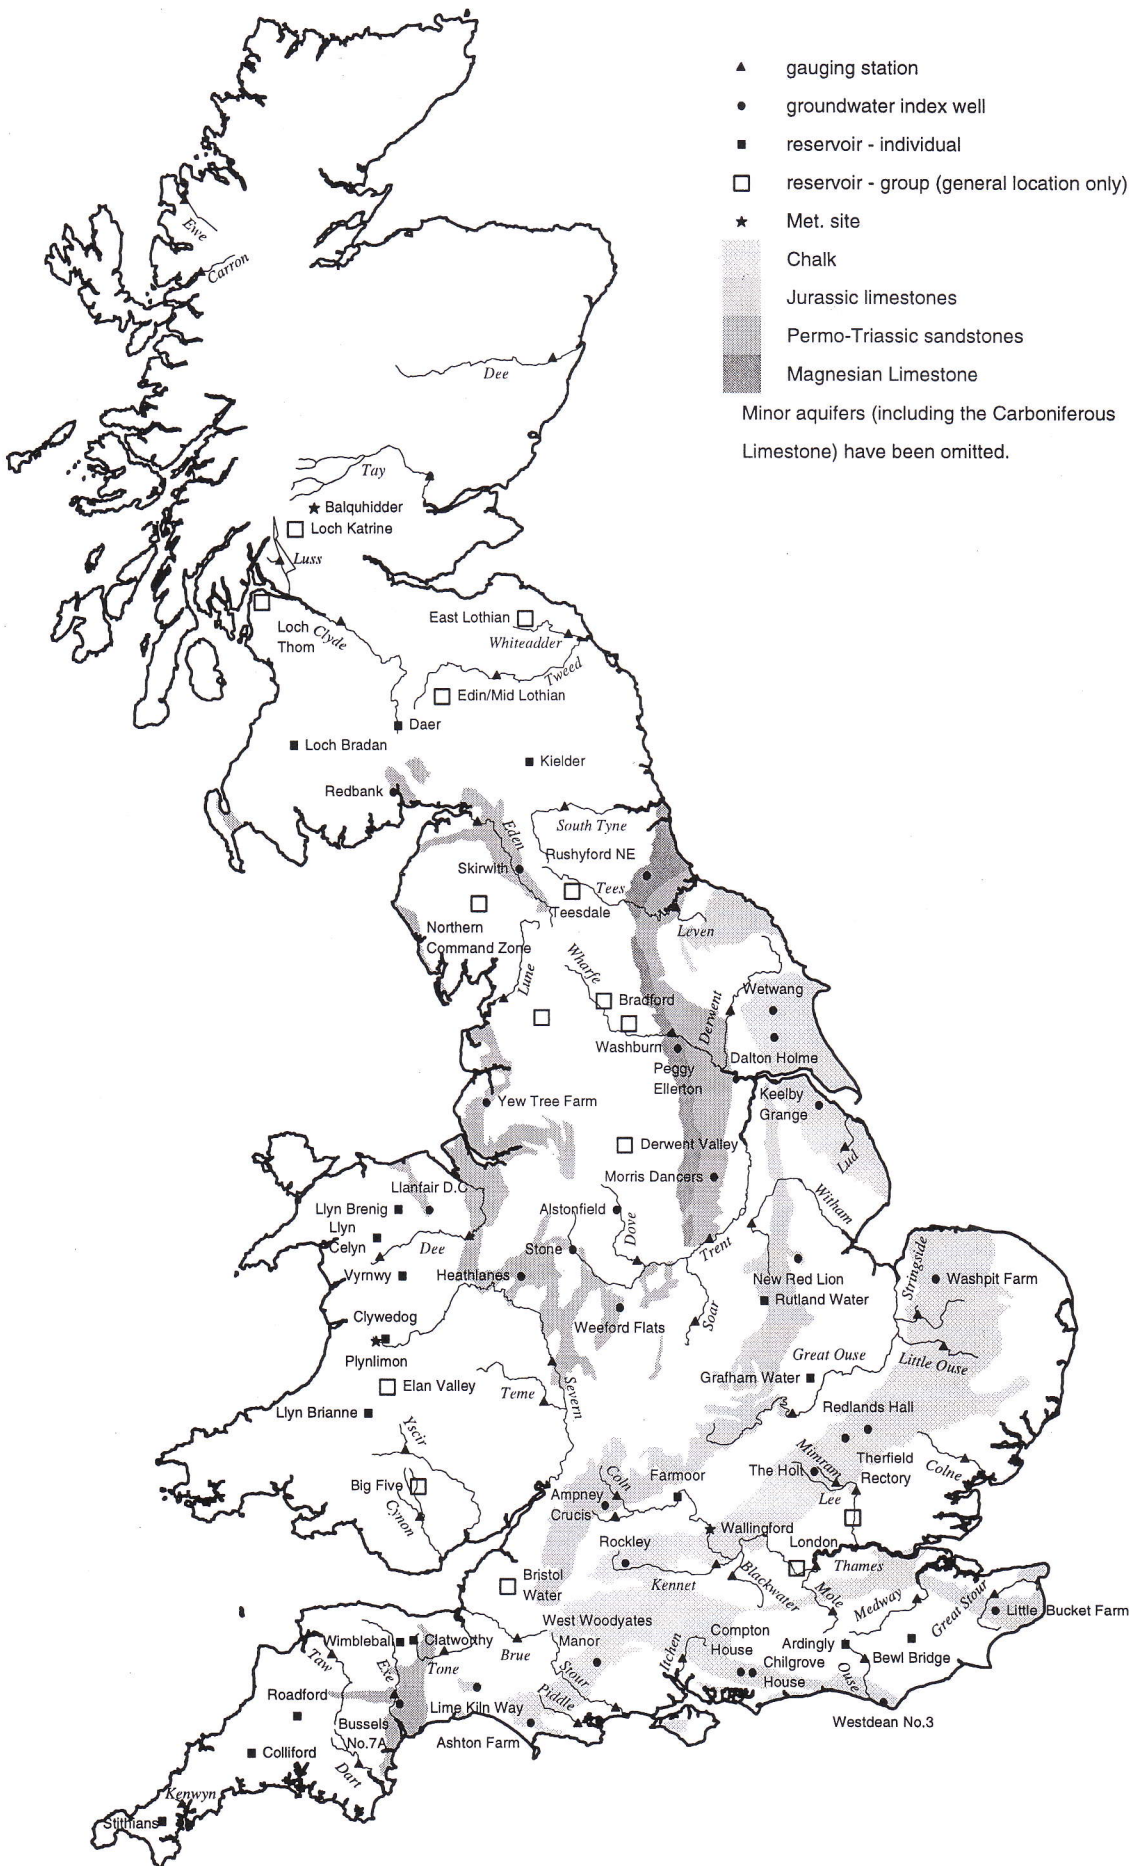 gauging station
groundwater index well
reservoir - individual
reservoir - group (general location only)
Met. site
Chalk
Jurassic limestones
Permo-Triassic sandstones
Magnesian Limestone
Minor aquifers (including the Carboniferous
Limestone) have been omitted.
Ewe
Carron
Dee
Tay
Balquhidder
Loch Katrine
Luss
Loch
Thom
Clyde
East Lothian
Whiteadder
Tweed
Edin/Mid Lothian
Daer
Loch Bradan
Kielder
Redbank
Eden
South Tyne
Rushyford NE
Skirwith
Tees
Teesdale
Northern
Command Zone
Leven
Lune
Wharfe
Bradford
Derwent
Wetwang
Washburn
Dalton Holme
Peggy
Ellerton
Keelby
Grange
Yew Tree Farm
Derwent Valley
Lud
Morris Dancers
Llanfair D.C
Llyn Brenig
Alstonfield
Witham
Llyn
Celyn
Dee
Dove
Stone
Trent
Stringside
Vyrnwy
Heathlanes
New Red Lion
Washpit Farm
Rutland Water
Clywedog
Weeford Flats
Soar
Plynlimon
Great Ouse
Little Ouse
Elan Valley
Teme
Severn
Grafham Water
Llyn Brianne
Redlands Hall
Yscir
Mimram
Therfield
Rectory
Colne
Big Five
Coln
Farmoor
The Holt
Lee
Cynon
Ampney
Crucis
Wallingford
London
Rockley
Kennet
Blackwater
Thames
Bristol
Water
Mole
Medway
Great Stour
Little Bucket Farm
West Woodyates
Manor
Compton
House
Ardingly
Bewl Bridge
Wimbleball
Clatworthy
Brue
Itchen
Chilgrove
House
Taw
Exe
Tone
Stour
Ouse
Roadford
Lime Kiln Way
Piddle
Westdean No.3
Bussels
No.7A
Ashton Farm
Colliford
Dart
Kenwyn
Stithians